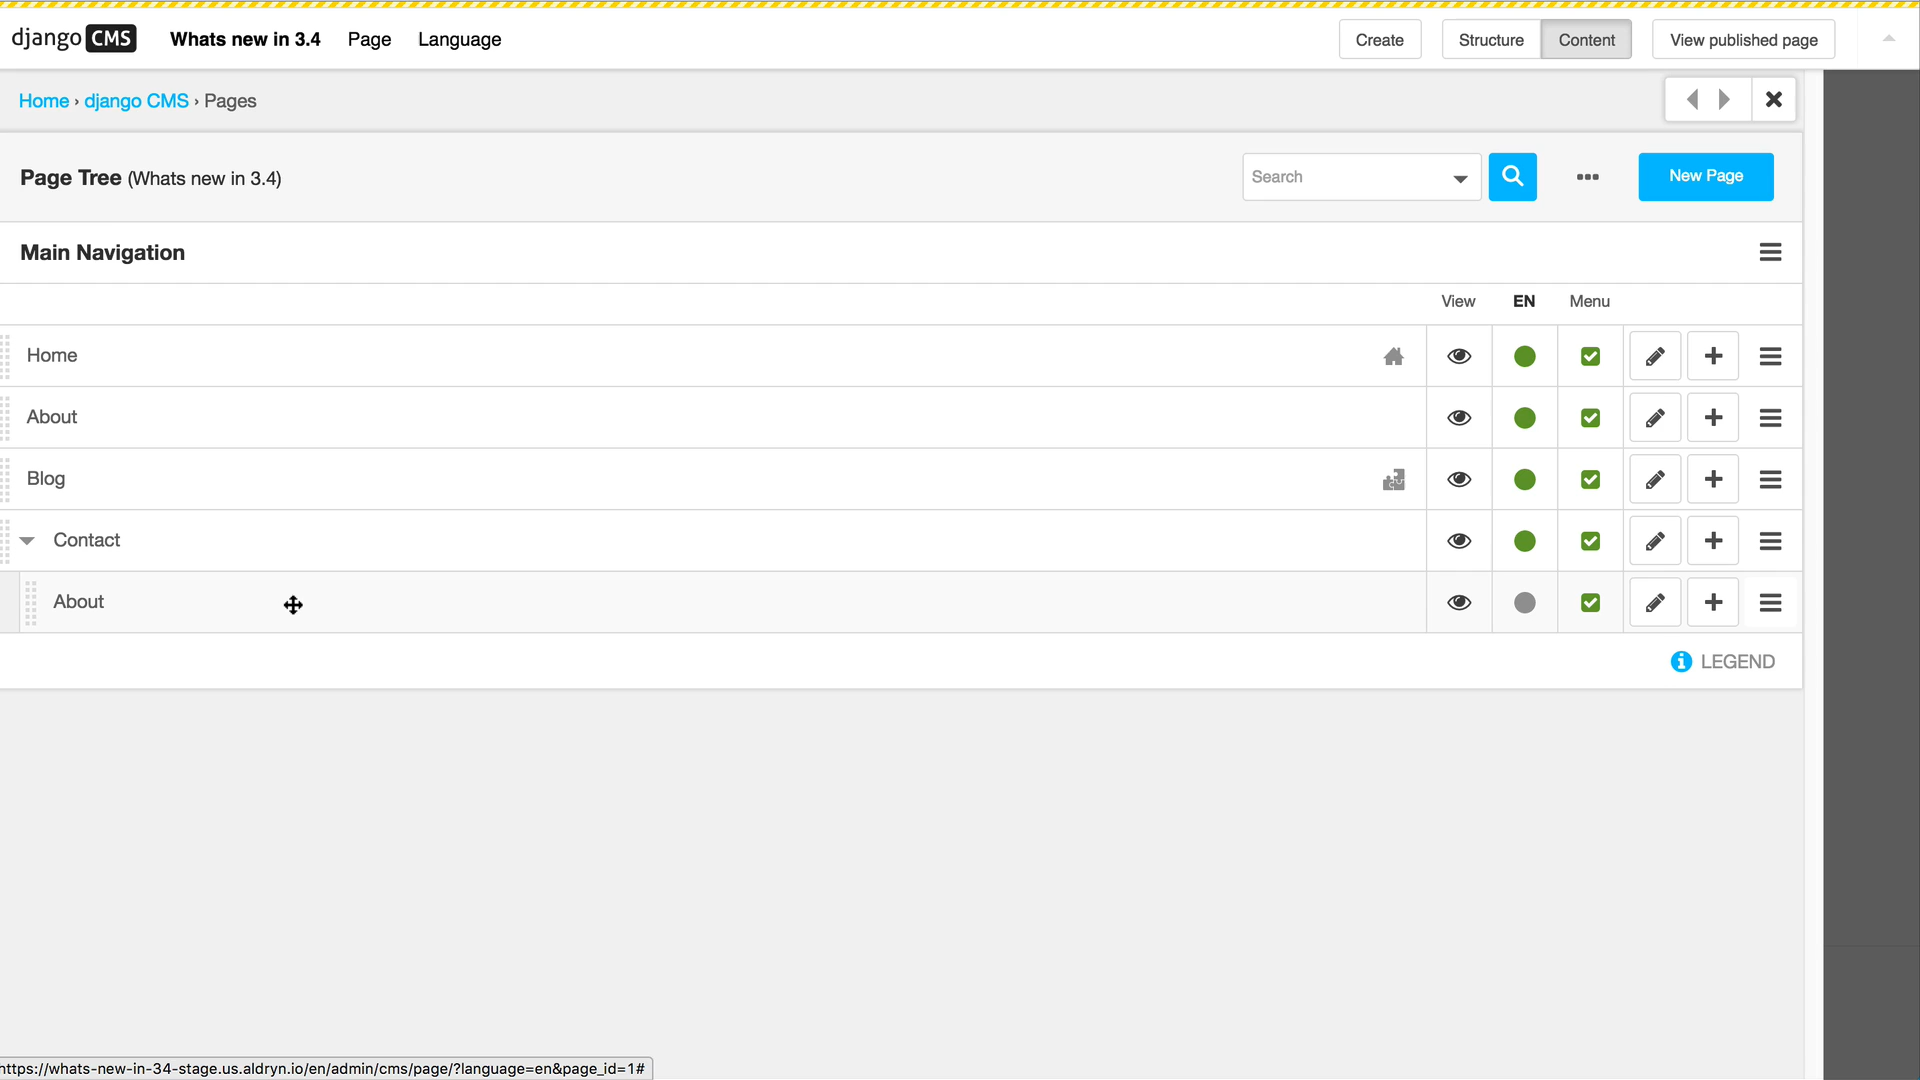 django CMS Whats new in 3.4 Page Language Create Structure Content View published page
Home › django CMS › Pages
Page Tree (Whats new in 3.4) Search New Page
Main Navigation
View EN Menu
Home
About
Blog
Contact
About
LEGEND
https://whats-new-in-34-stage.us.aldryn.io/en/admin/cms/page/?language=en&page_id=1#